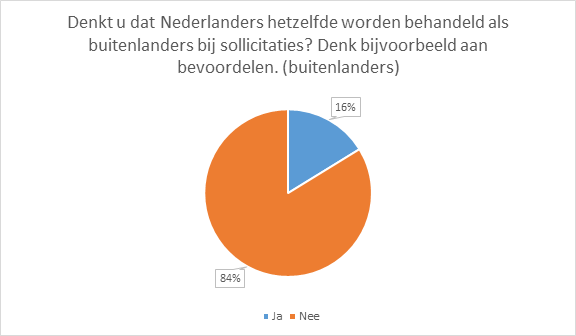 Denkt u dat Nederlanders hetzelfde worden behandeld als
buitenlanders bij sollicitaties? Denk bijvoorbeeld aan
bevoordelen. (buitenlanders)
16%
84%
Ja Nee